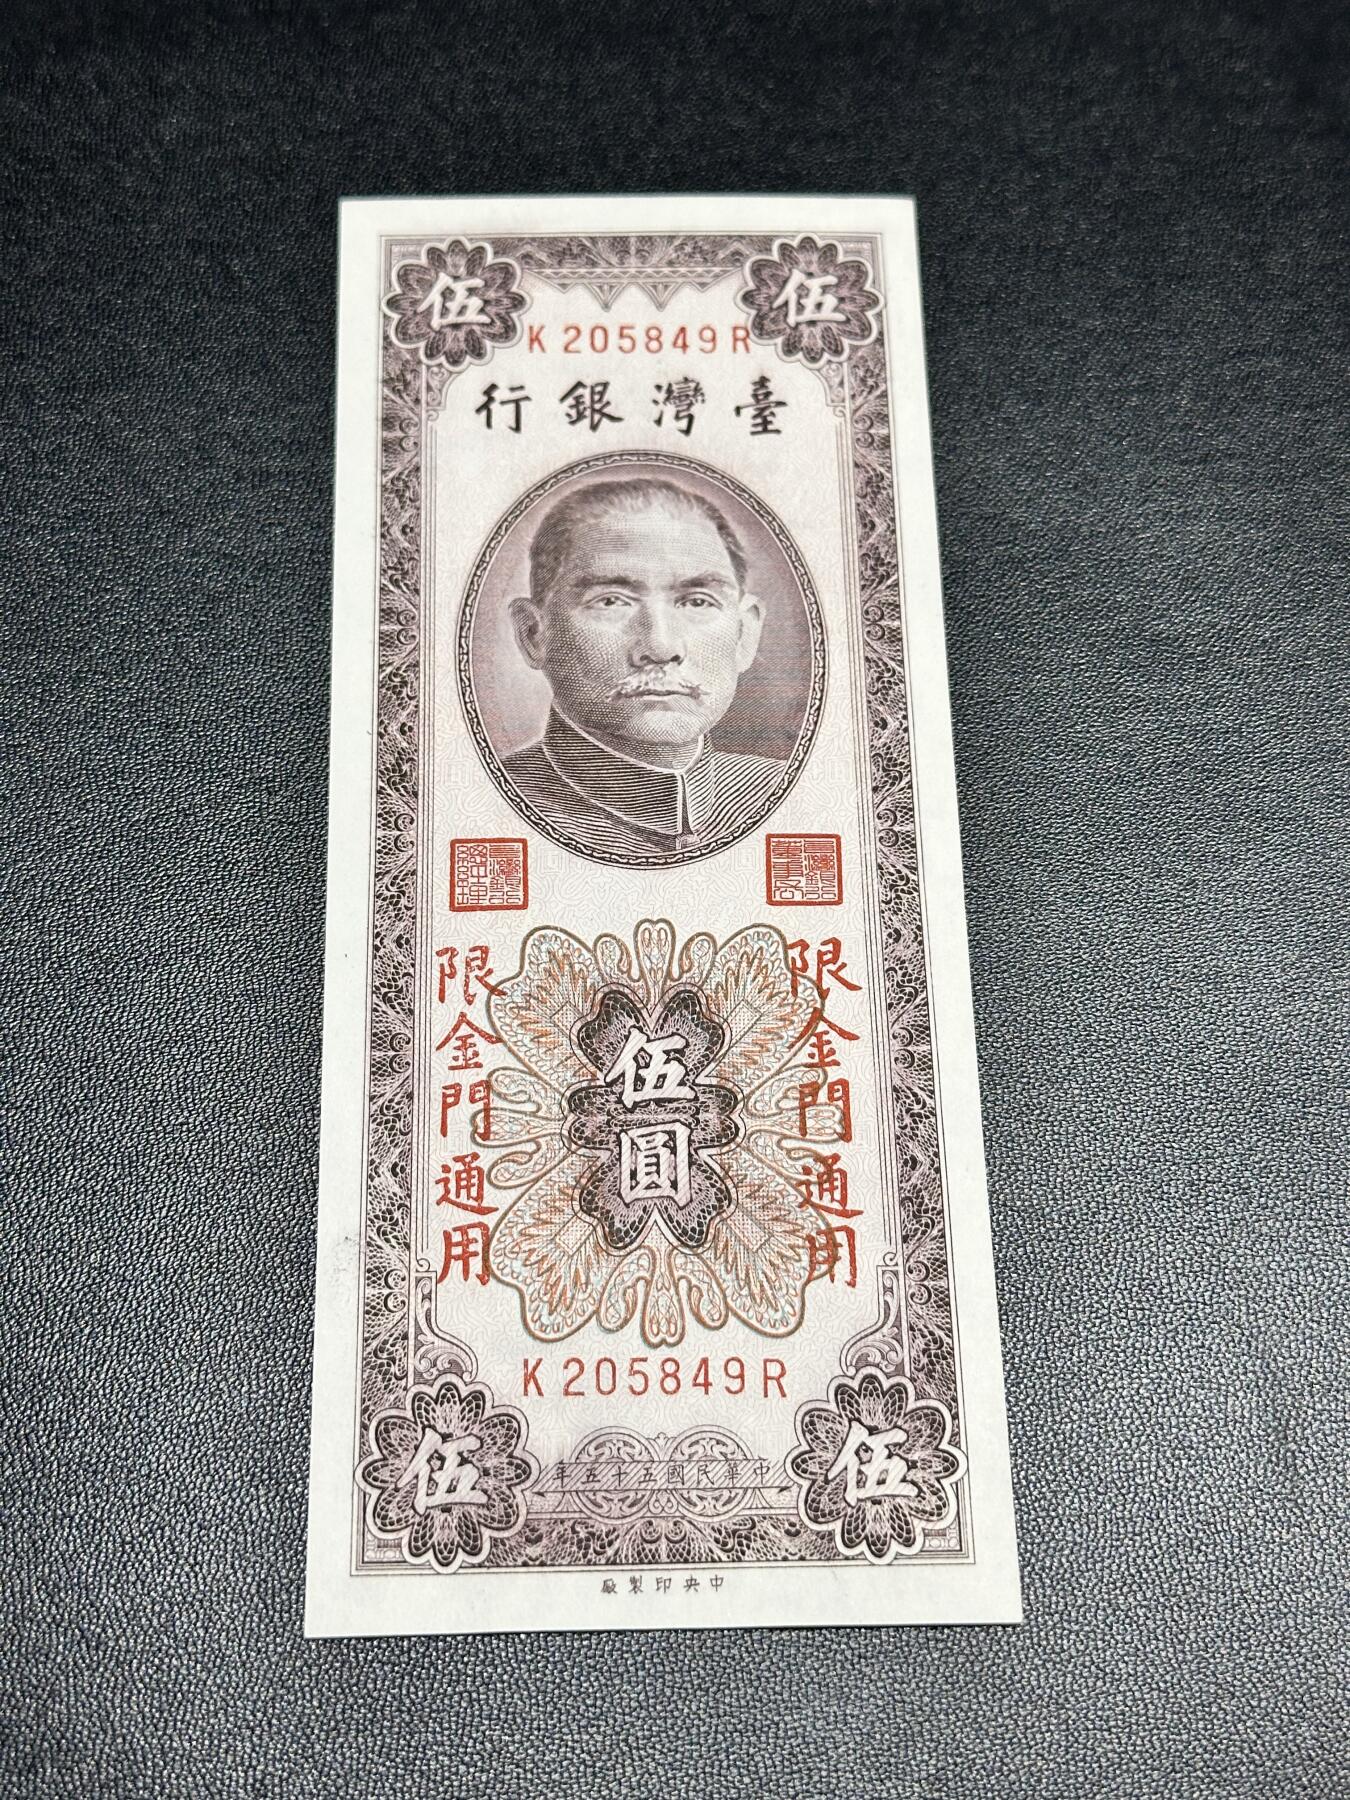 伍 伍
K 205849 R
臺灣銀行
限金門通用
限金門通用
伍圓
K 205849 R
中華民國五十五年
伍 伍
中央印製廠